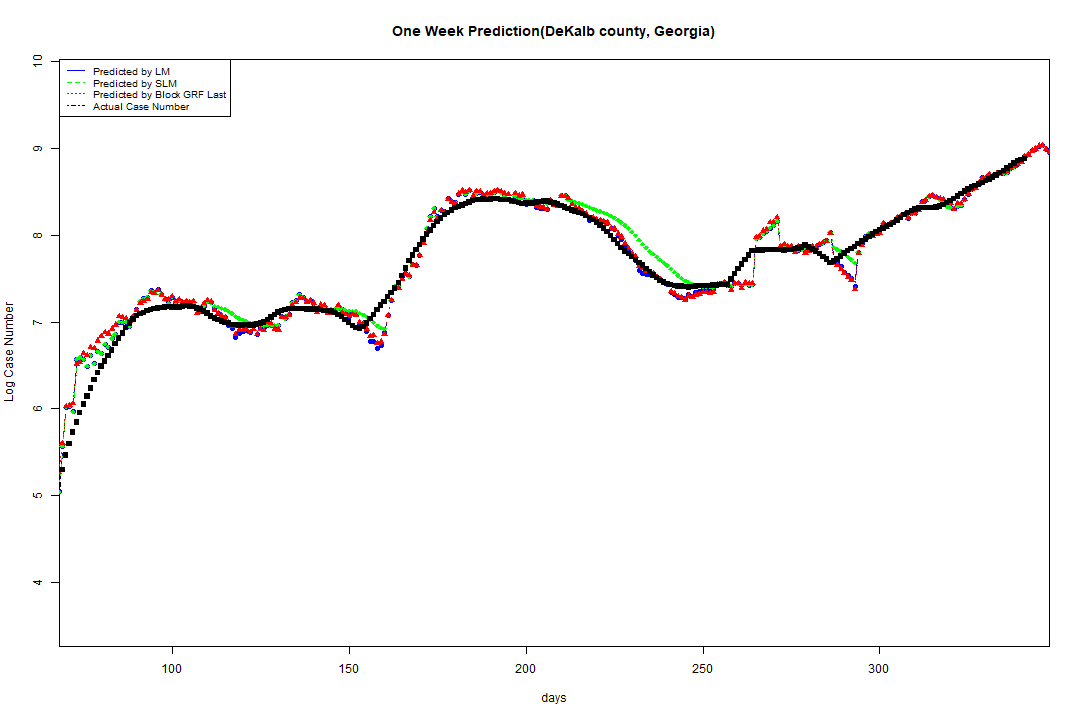 One Week Prediction(DeKalb county, Georgia)
Predicted by LM
Predicted by SLM
Predicted by Block GRF Last
Actual Case Number
10
9
8
7
6
5
4
Log Case Number
100 150 200 250 300
days